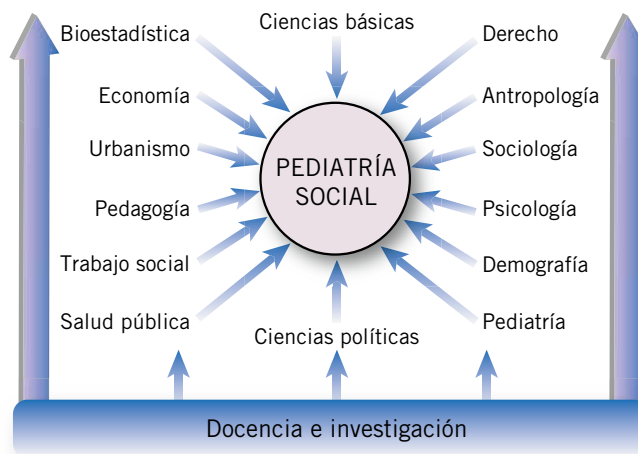 Bioestadística
Ciencias básicas
Derecho
Economía
Antropología
Urbanismo
Sociología
PEDIATRÍA
SOCIAL
Pedagogía
Psicología
Trabajo social
Demografía
Salud pública
Ciencias políticas
Pediatría
Docencia e investigación